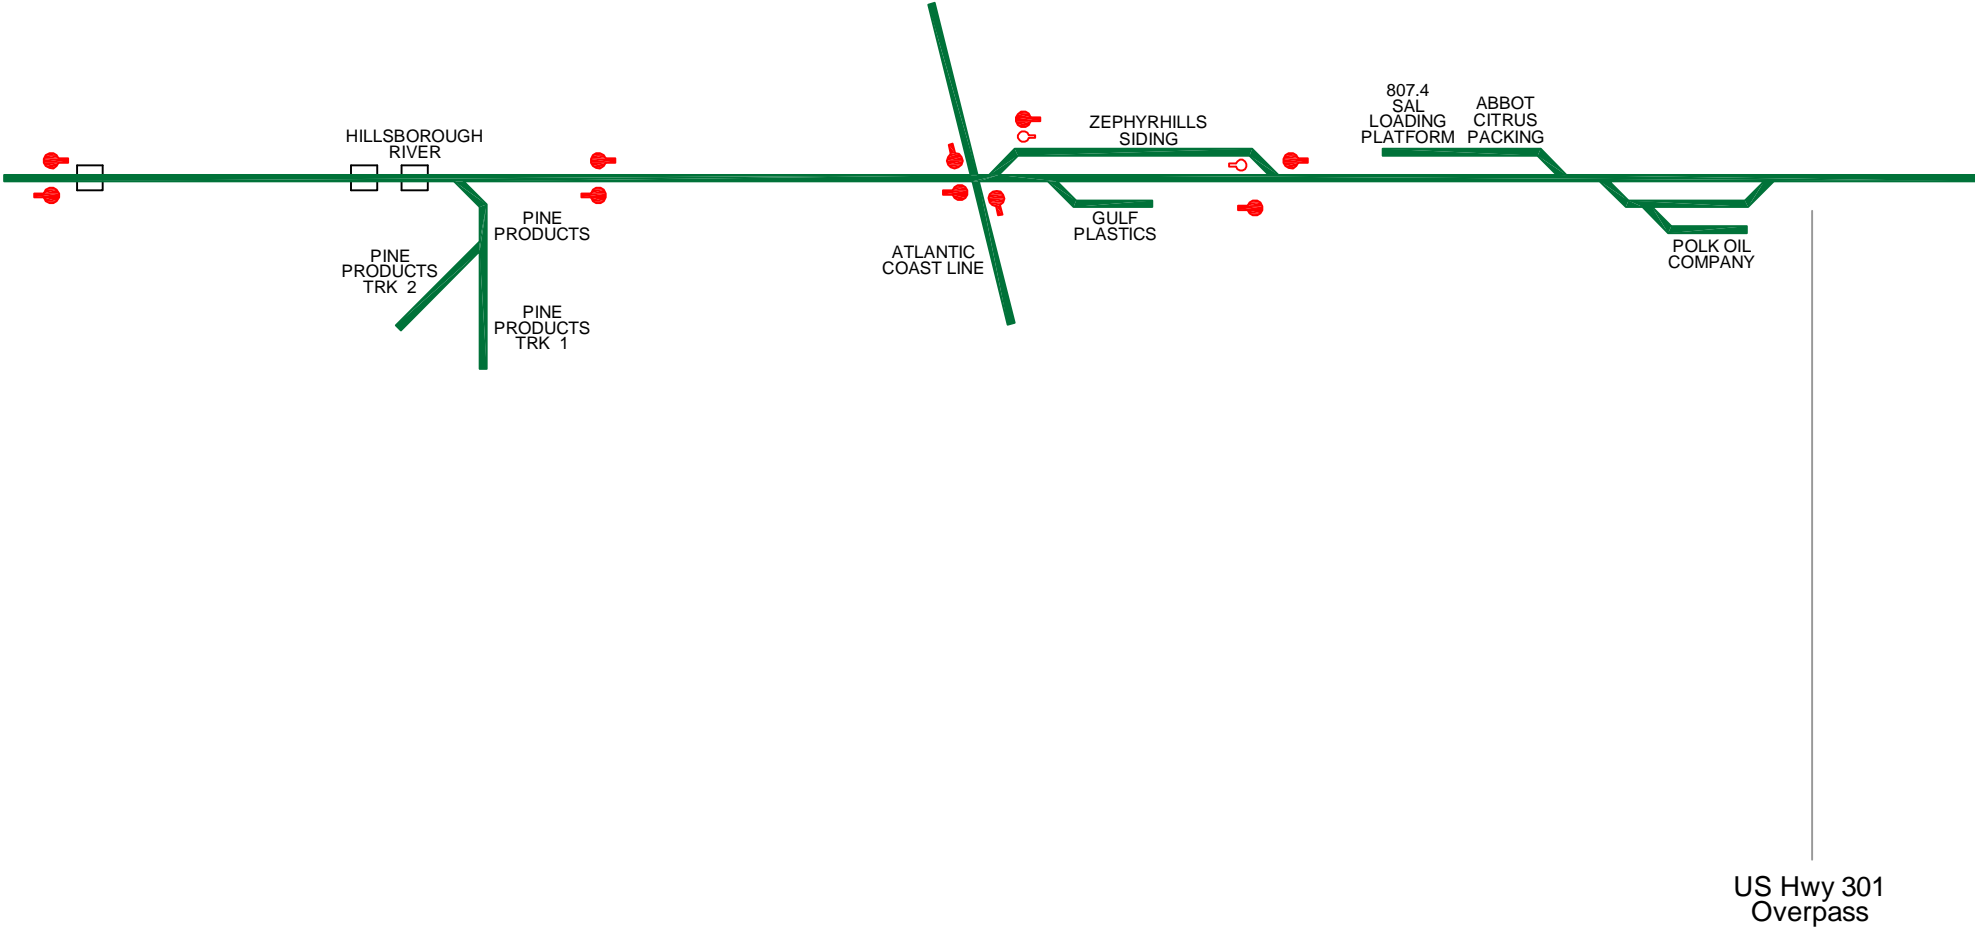 HILLSBOROUGH
RIVER
PINE
PRODUCTS
PINE
PRODUCTS
TRK 2
PINE
PRODUCTS
TRK 1
ATLANTIC
COAST LINE
ZEPHYRHILLS
SIDING
GULF
PLASTICS
807.4
SAL
LOADING
PLATFORM
ABBOT
CITRUS
PACKING
POLK OIL
COMPANY
US Hwy 301
Overpass